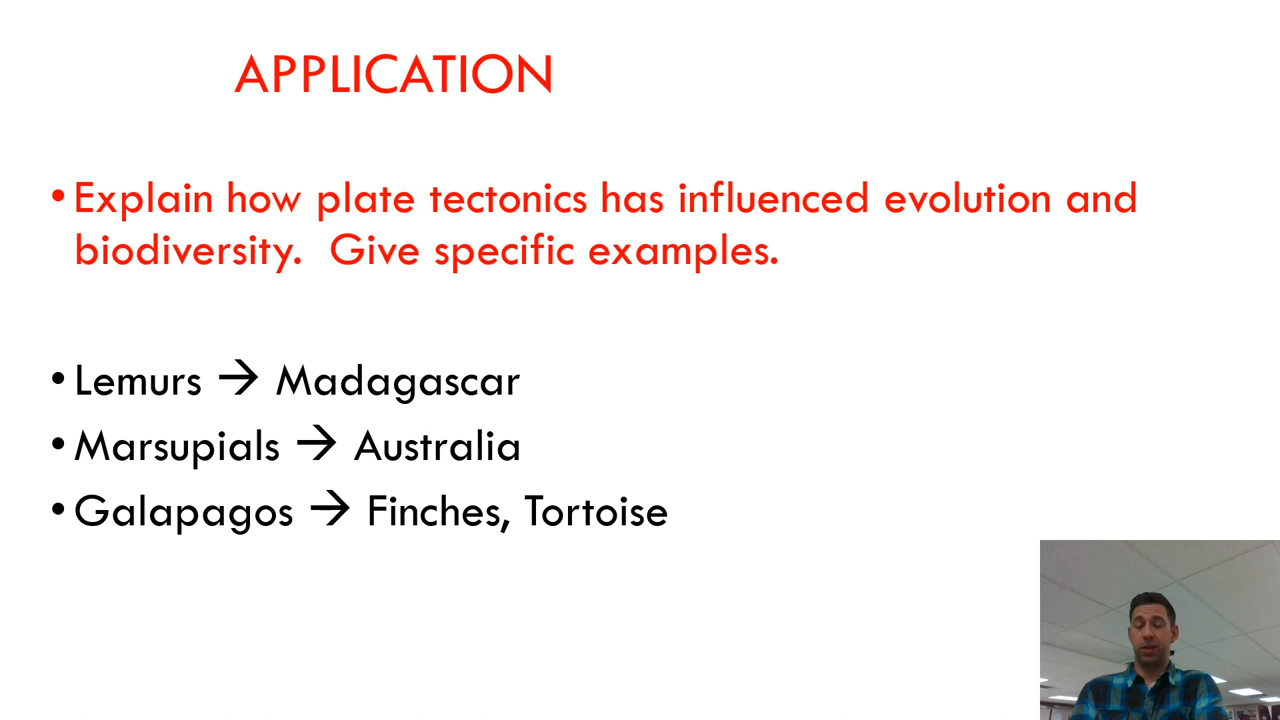 APPLICATION
• Explain how plate tectonics has influenced evolution and
biodiversity.  Give specific examples.
• Lemurs → Madagascar
• Marsupials → Australia
• Galapagos → Finches, Tortoise